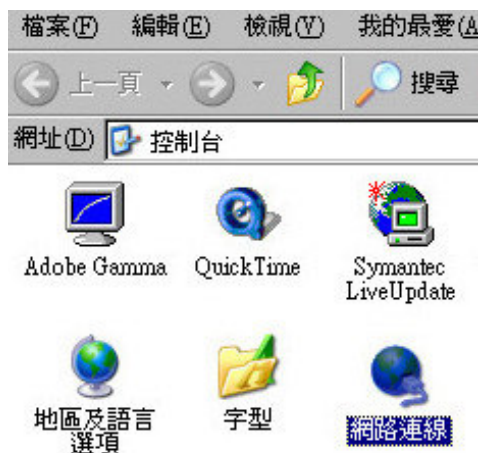 檔案(F) 編輯(E) 檢視(V) 我的最愛(A
上一頁 搜尋
網址(D) 控制台
Adobe Gamma QuickTime Symantec LiveUpdate
地區及語言選項 字型 網路連線